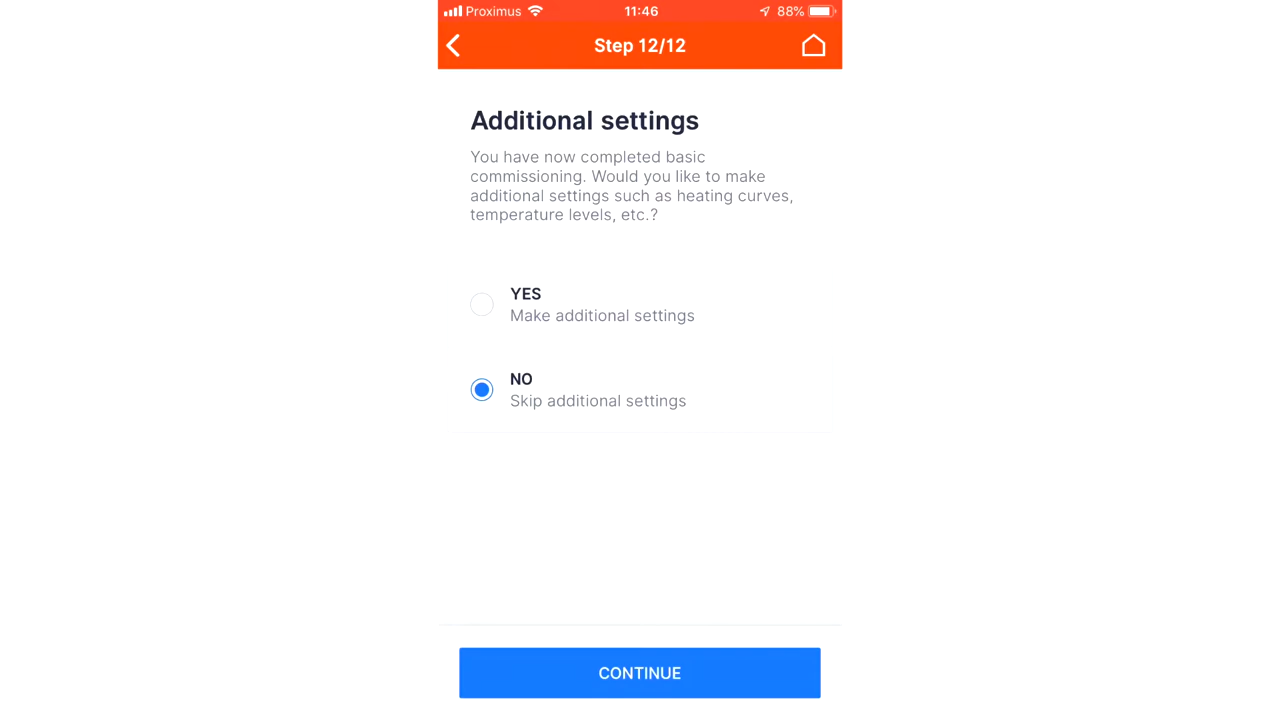 Proximus 11:46 88%
Step 12/12
Additional settings
You have now completed basic
commissioning. Would you like to make
additional settings such as heating curves,
temperature levels, etc.?
YES
Make additional settings
NO
Skip additional settings
CONTINUE